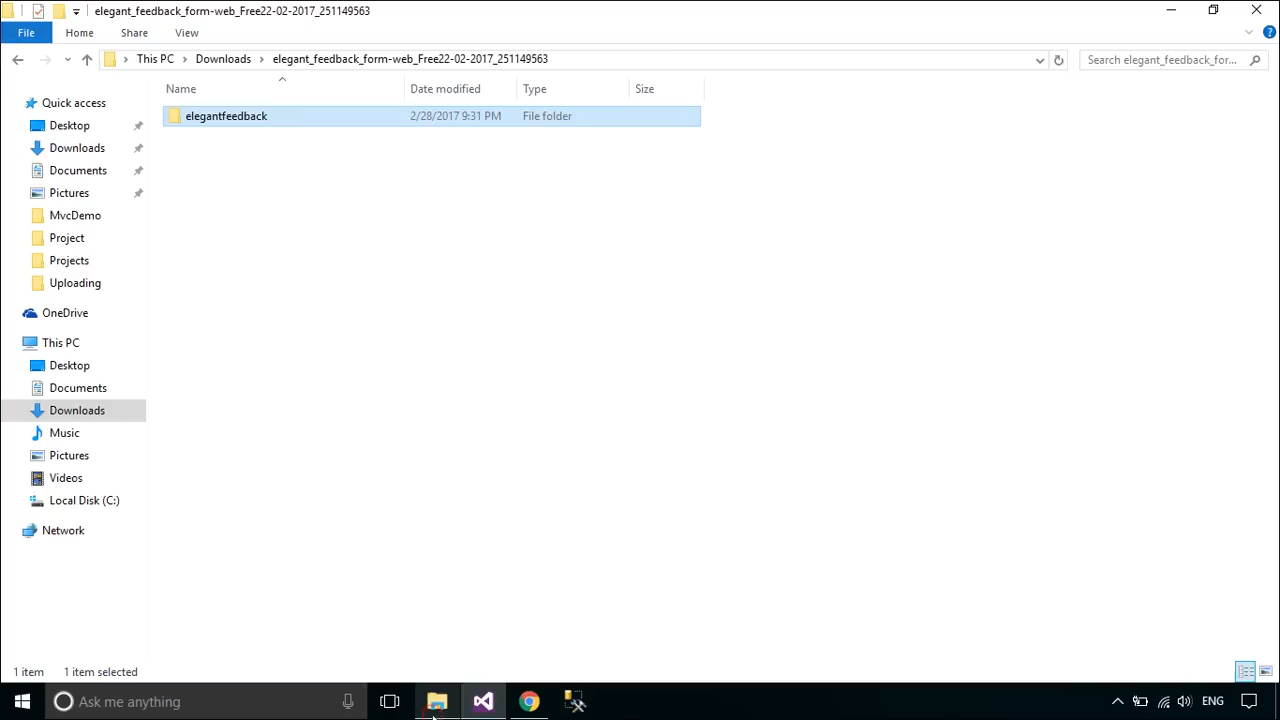 elegant_feedback_form-web_Free22-02-2017_251149563
File Home Share View
This PC Downloads elegant_feedback_form-web_Free22-02-2017_251149563 Search elegant_feedback_for...
Name Date modified Type Size
elegantfeedback 2/28/2017 9:31 PM File folder
Quick access
Desktop
Downloads
Documents
Pictures
MvcDemo
Project
Projects
Uploading
OneDrive
This PC
Desktop
Documents
Downloads
Music
Pictures
Videos
Local Disk (C:)
Network
1 item 1 item selected
Ask me anything ENG